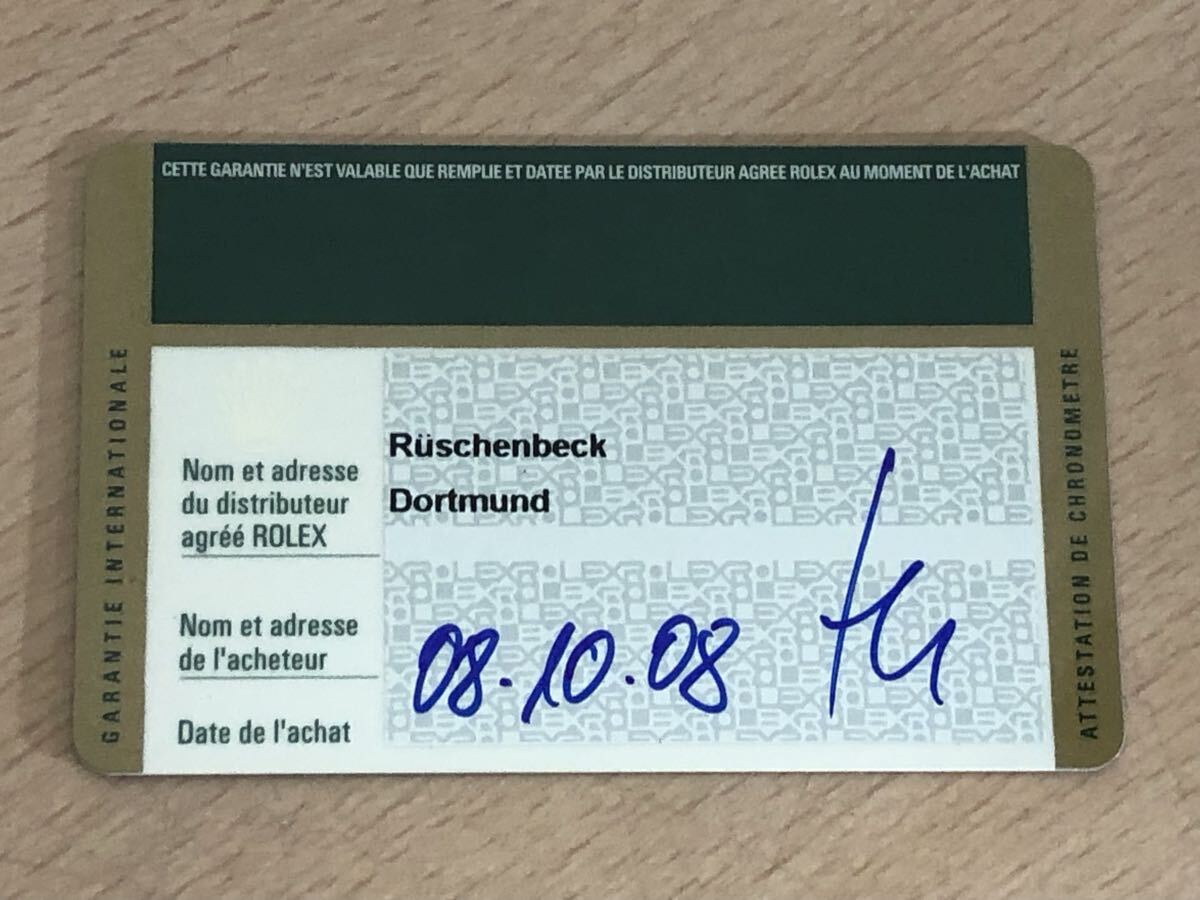 CETTE GARANTIE N'EST VALABLE QUE REMPLIE ET DATEE PAR LE DISTRIBUTEUR AGREE ROLEX AU MOMENT DE L'ACHAT
GARANTIE INTERNATIONALE
Nom et adresse
du distributeur
agréé ROLEX
Rüschenbeck
Dortmund
Nom et adresse
de l'acheteur
Date de l'achat
08.10.08
ATTESTATION DE CHRONOMETRE